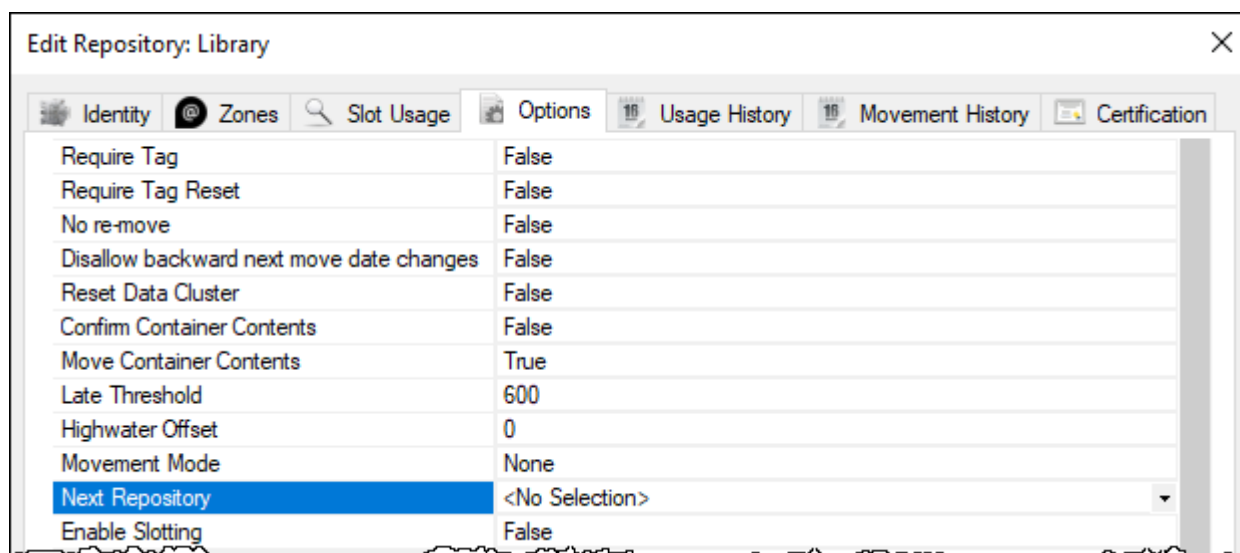 Edit Repository: Library
Identity Zones Slot Usage Options Usage History Movement History Certification
Require Tag False
Require Tag Reset False
No re-move False
Disallow backward next move date changes False
Reset Data Cluster False
Confirm Container Contents False
Move Container Contents True
Late Threshold 600
Highwater Offset 0
Movement Mode None
Next Repository <No Selection>
Enable Slotting False